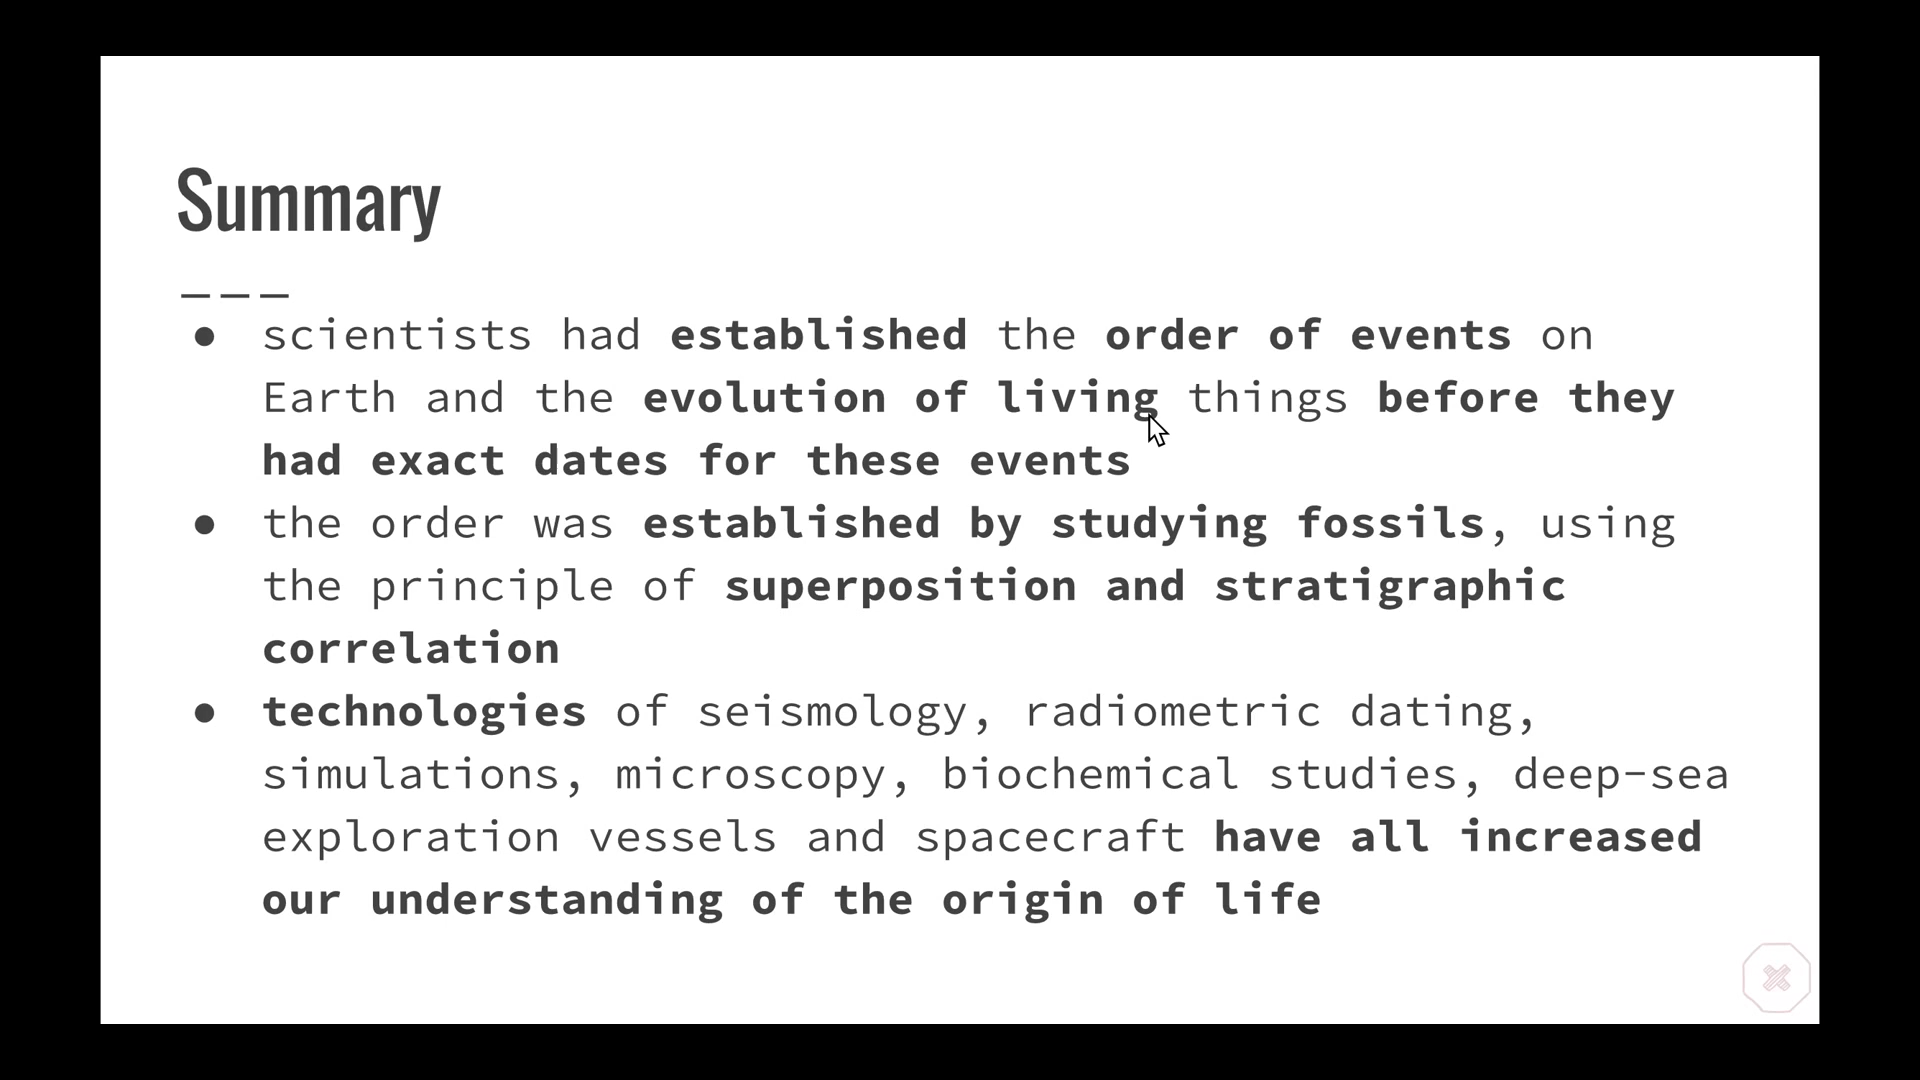 Summary
● scientists had established the order of events on
Earth and the evolution of living things before they
had exact dates for these events
● the order was established by studying fossils, using
the principle of superposition and stratigraphic
correlation
● technologies of seismology, radiometric dating,
simulations, microscopy, biochemical studies, deep-sea
exploration vessels and spacecraft have all increased
our understanding of the origin of life